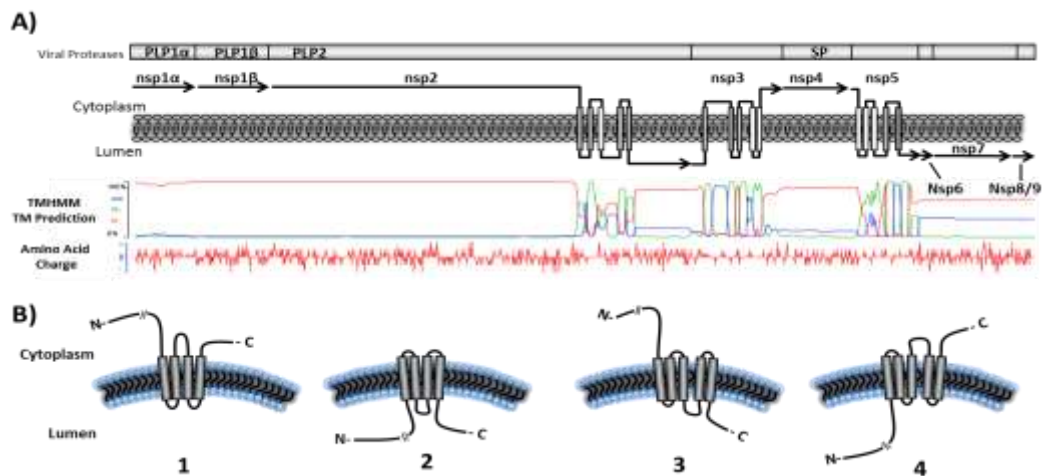 A)
Viral Proteases PLP1α PLP1β PLP2 SP
nsp1α nsp1β nsp2 nsp3 nsp4 nsp5
Cytoplasm
Lumen
nsp7
Nsp6 Nsp8/9
TMHMM
TM Prediction
Amino Acid
Charge
B)
N- - C N- - C
Cytoplasm
Lumen
N- - C N- - C
1 2 3 4